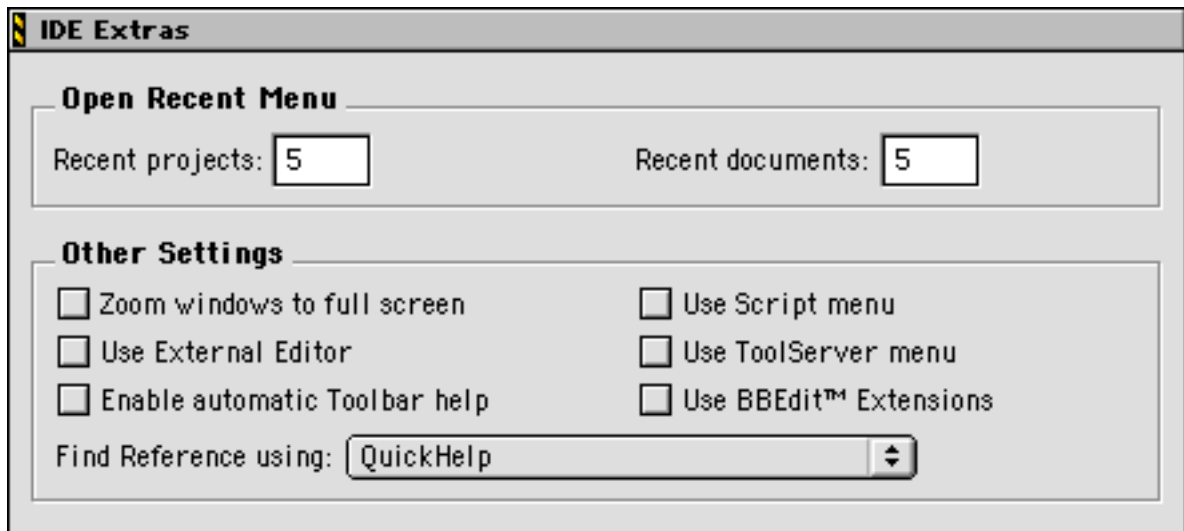 IDE Extras
Open Recent Menu
Recent projects: 5 Recent documents: 5
Other Settings
Zoom windows to full screen Use Script menu
Use External Editor Use ToolServer menu
Enable automatic Toolbar help Use BBEdit™ Extensions
Find Reference using: QuickHelp